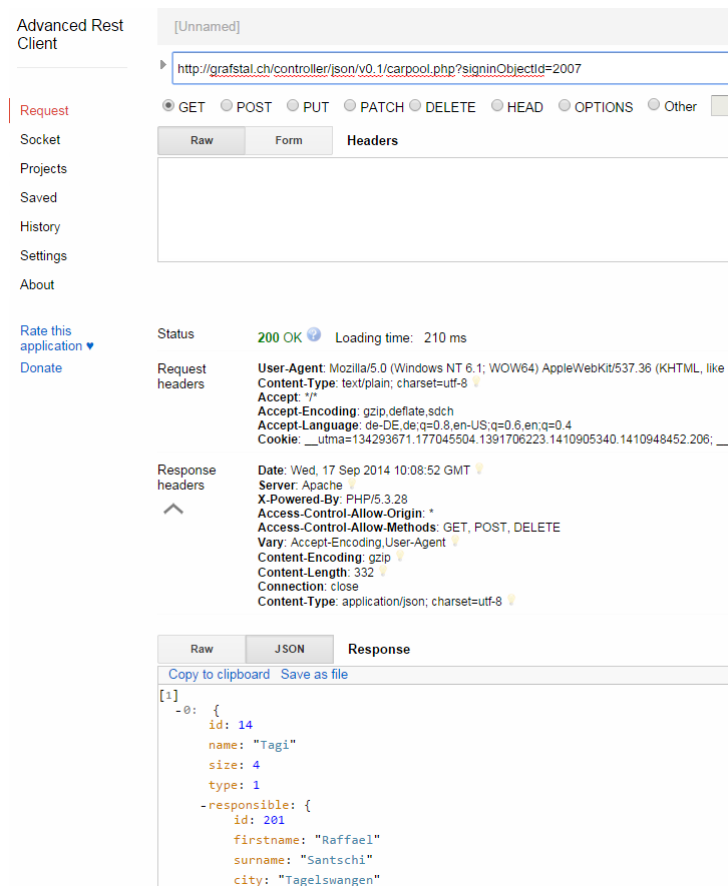 Advanced Rest
Client
Request
Socket
Projects
Saved
History
Settings
About
Rate this
application ♥
Donate
[Unnamed]
http://grafstal.ch/controller/json/v0.1/carpool.php?signinObjectId=2007
GET POST PUT PATCH DELETE HEAD OPTIONS Other
Raw Form Headers
Status 200 OK Loading time: 210 ms
Request
headers
User-Agent: Mozilla/5.0 (Windows NT 6.1; WOW64) AppleWebKit/537.36 (KHTML, like
Content-Type: text/plain; charset=utf-8
Accept: */*
Accept-Encoding: gzip,deflate,sdch
Accept-Language: de-DE,de;q=0.8,en-US;q=0.6,en;q=0.4
Cookie: __utma=134293671.177045504.1391706223.1410905340.1410948452.206; __
Response
headers
Date: Wed, 17 Sep 2014 10:08:52 GMT
Server: Apache
X-Powered-By: PHP/5.3.28
Access-Control-Allow-Origin: *
Access-Control-Allow-Methods: GET, POST, DELETE
Vary: Accept-Encoding,User-Agent
Content-Encoding: gzip
Content-Length: 332
Connection: close
Content-Type: application/json; charset=utf-8
Raw JSON Response
Copy to clipboard Save as file
[1]
-0: {
id: 14
name: "Tagi"
size: 4
type: 1
-responsible: {
id: 201
firstname: "Raffael"
surname: "Santschi"
city: "Tagelswangen"